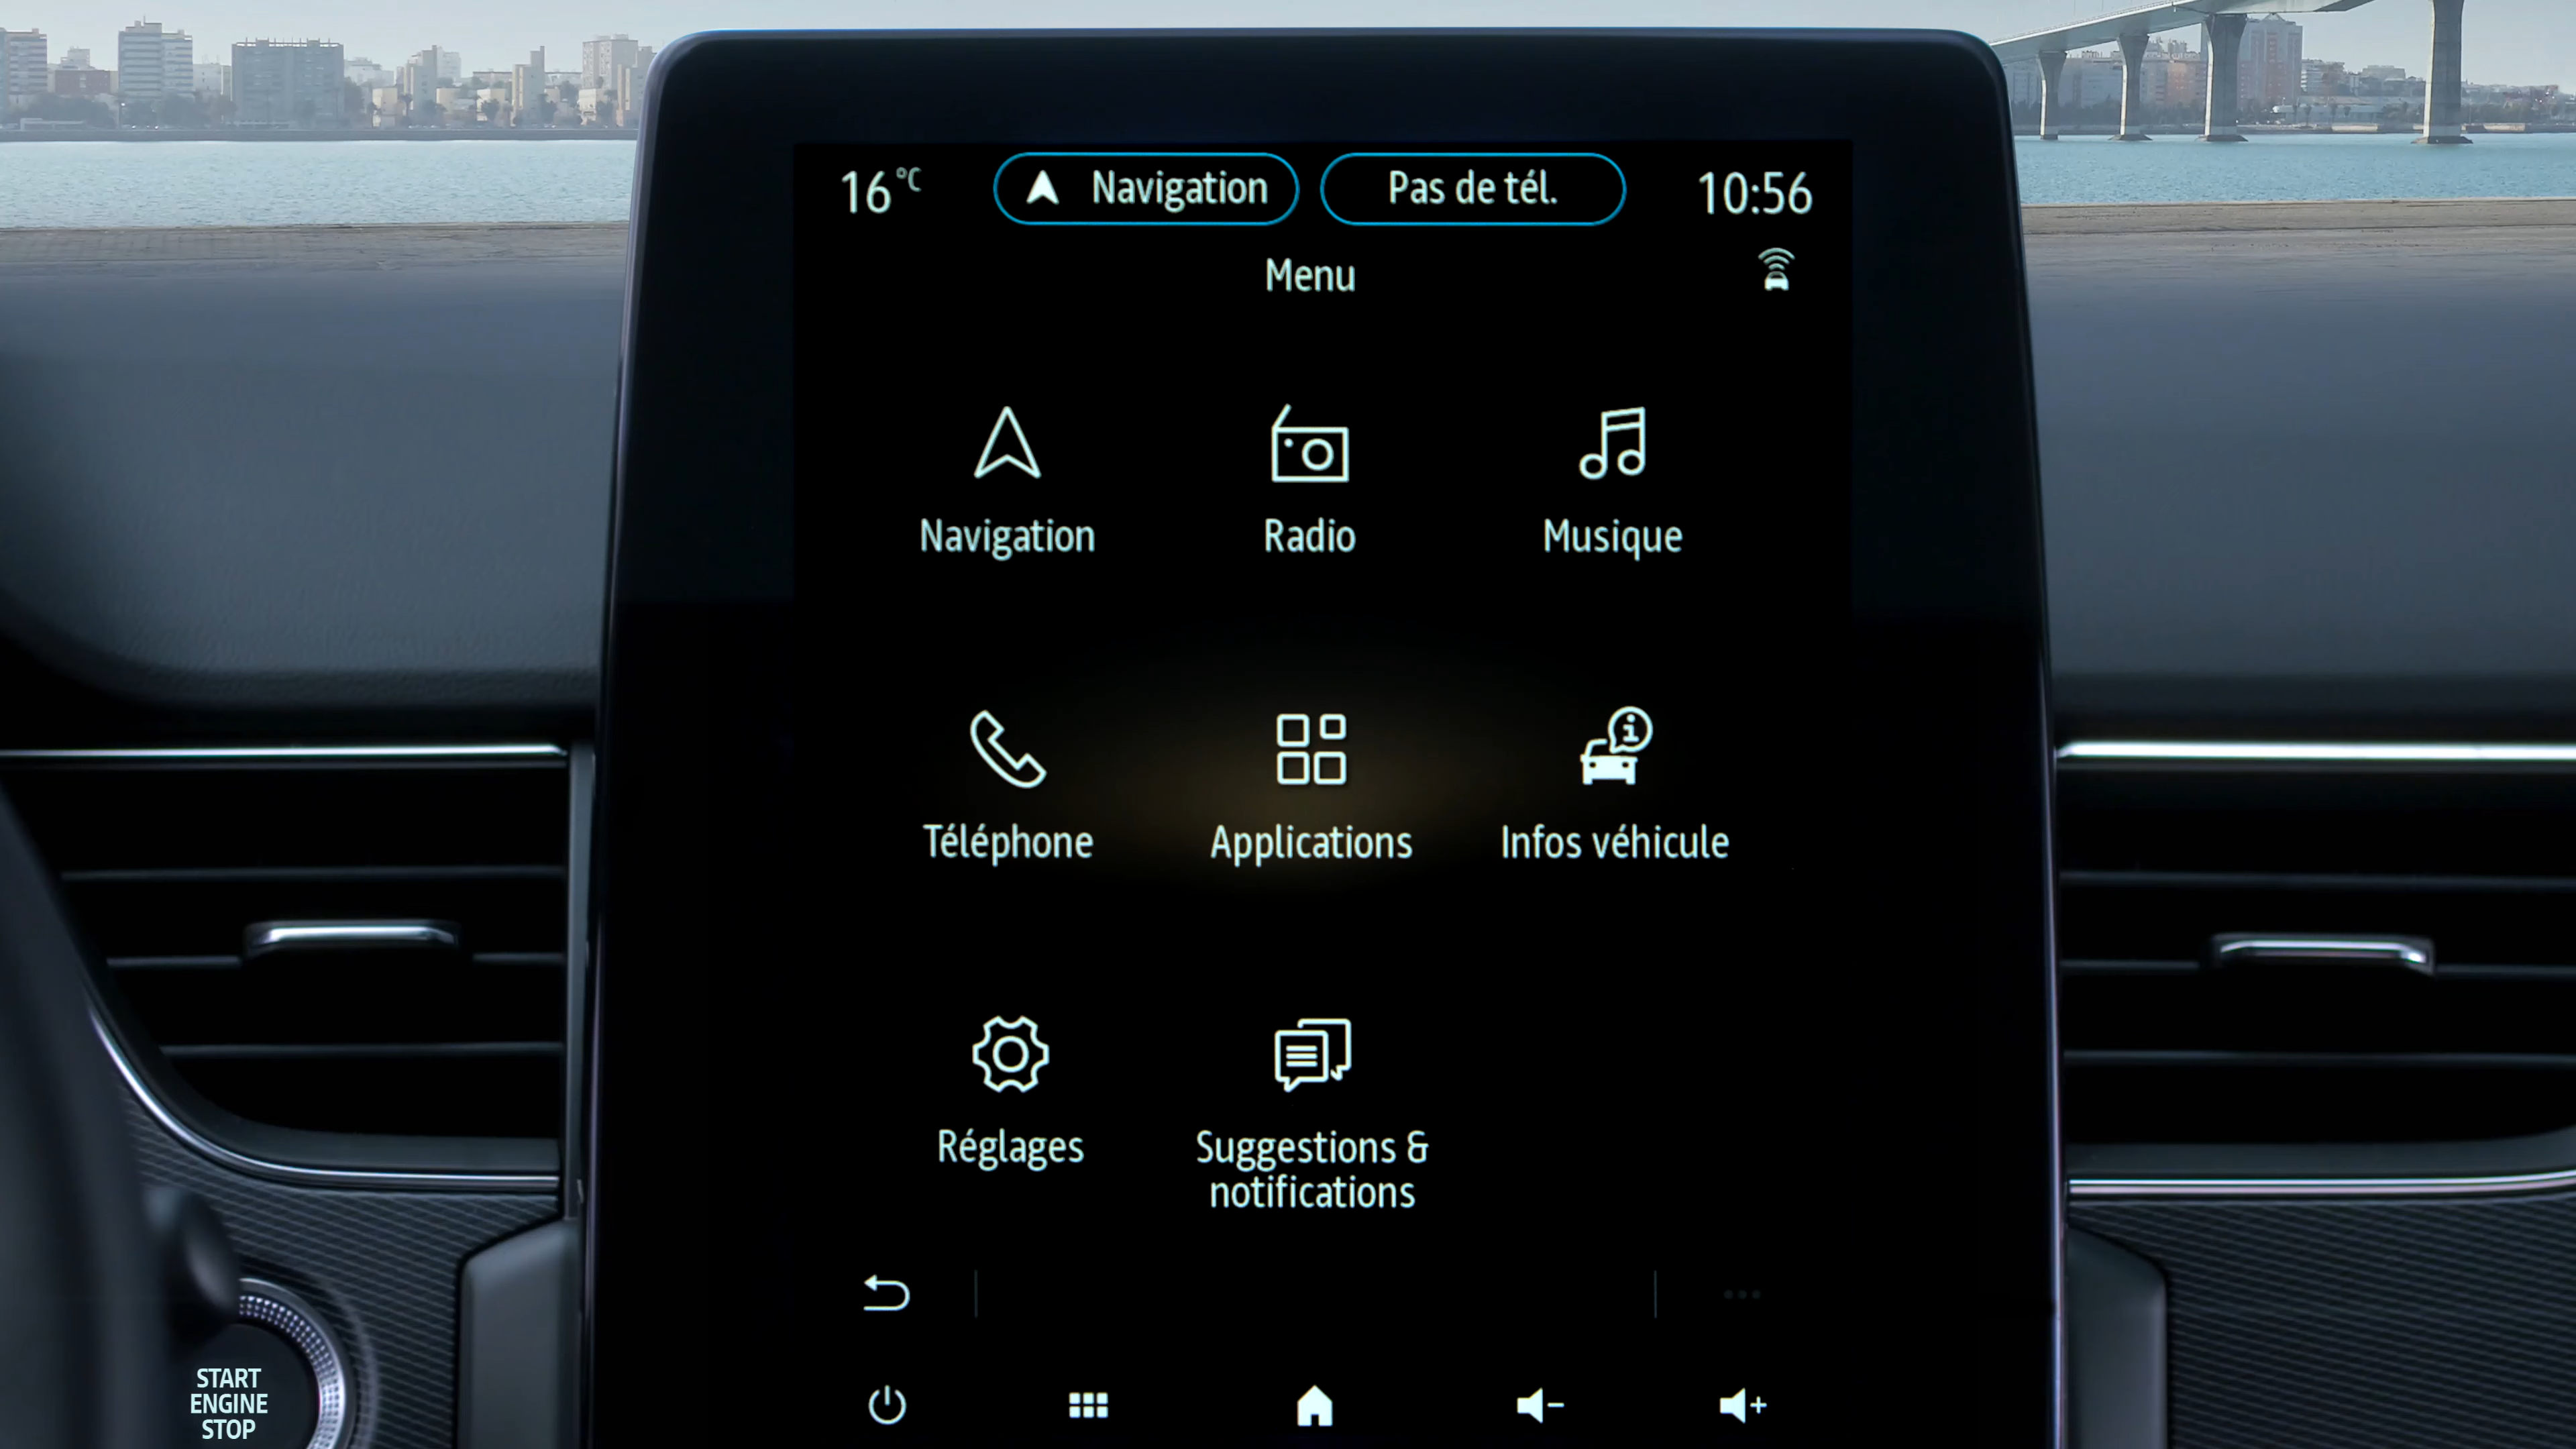 16 °C
Navigation
Pas de tél.
10:56
Menu
Navigation
Radio
Musique
Téléphone
Applications
Infos véhicule
Réglages
Suggestions &
notifications
START
ENGINE
STOP